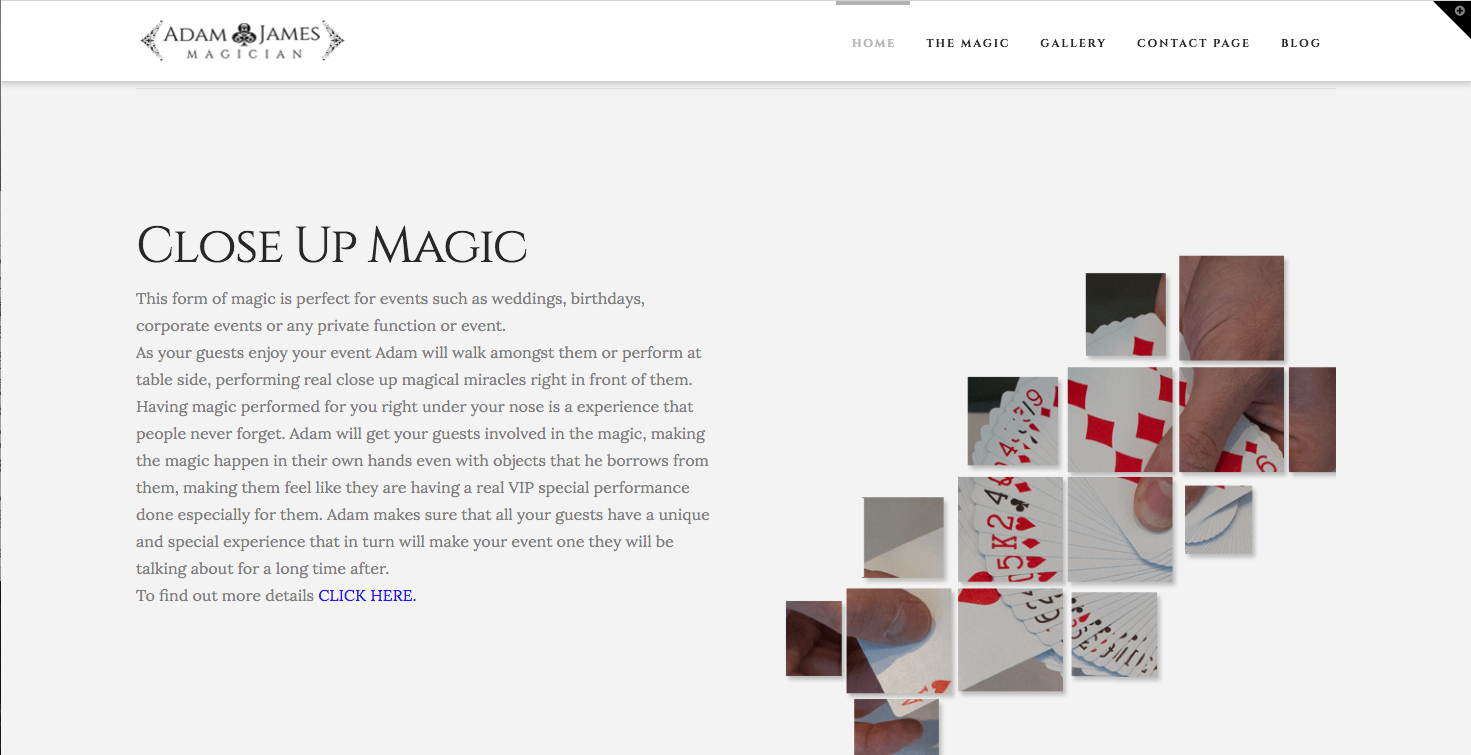 ADAM JAMES
MAGICIAN
HOME
THE MAGIC
GALLERY
CONTACT PAGE
BLOG
CLOSE UP MAGIC
This form of magic is perfect for events such as weddings, birthdays,
corporate events or any private function or event.
As your guests enjoy your event Adam will walk amongst them or perform at
table side, performing real close up magical miracles right in front of them.
Having magic performed for you right under your nose is a experience that
people never forget. Adam will get your guests involved in the magic, making
the magic happen in their own hands even with objects that he borrows from
them, making them feel like they are having a real VIP special performance
done especially for them. Adam makes sure that all your guests have a unique
and special experience that in turn will make your event one they will be
talking about for a long time after.
To find out more details CLICK HERE.
9
4
6
5 K 2 4